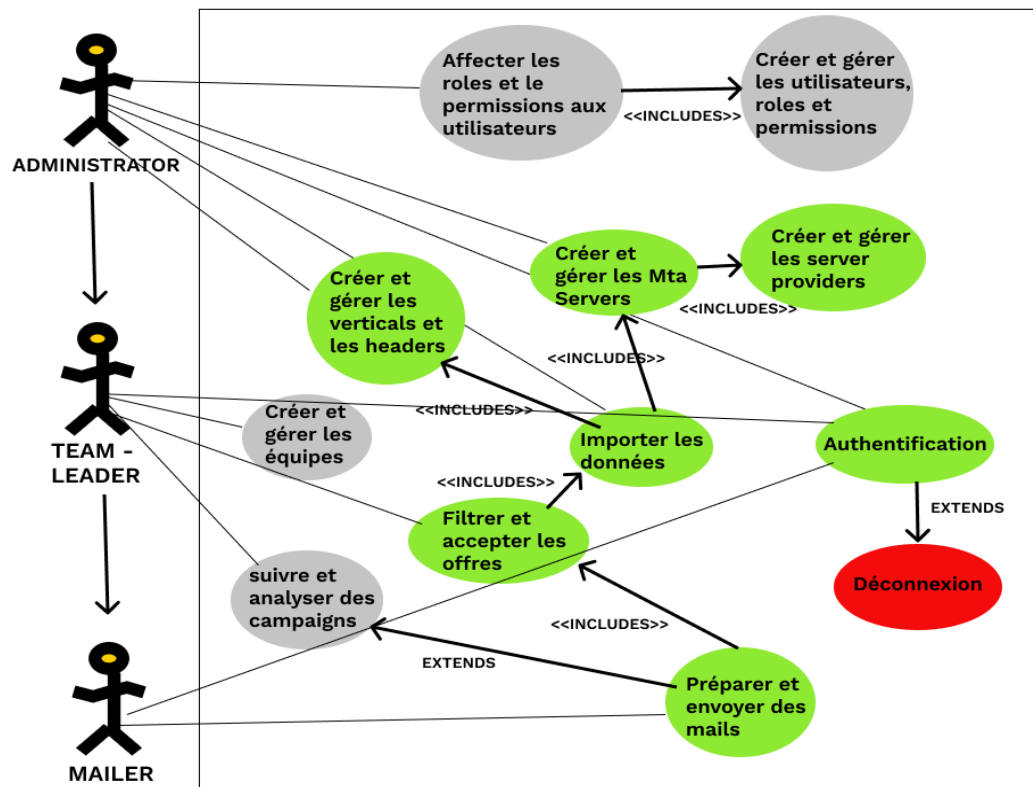 Affecter les
roles et le
permissions aux
utilisateurs
<<INCLUDES>>
Créer et gérer
les utilisateurs,
roles et
permissions
ADMINISTRATOR
Créer et
gérer les Mta
Servers
<<INCLUDES>>
Créer et gérer
les server
providers
Créer et
gérer les
verticals et
les headers
<<INCLUDES>>
<<INCLUDES>>
TEAM -
LEADER
Créer et
gérer les
équipes
Importer les
données
Authentification
<<INCLUDES>>
EXTENDS
Filtrer et
accepter les
offres
suivre et
analyser des
campaigns
Déconnexion
<<INCLUDES>>
EXTENDS
Préparer et
envoyer des
mails
MAILER